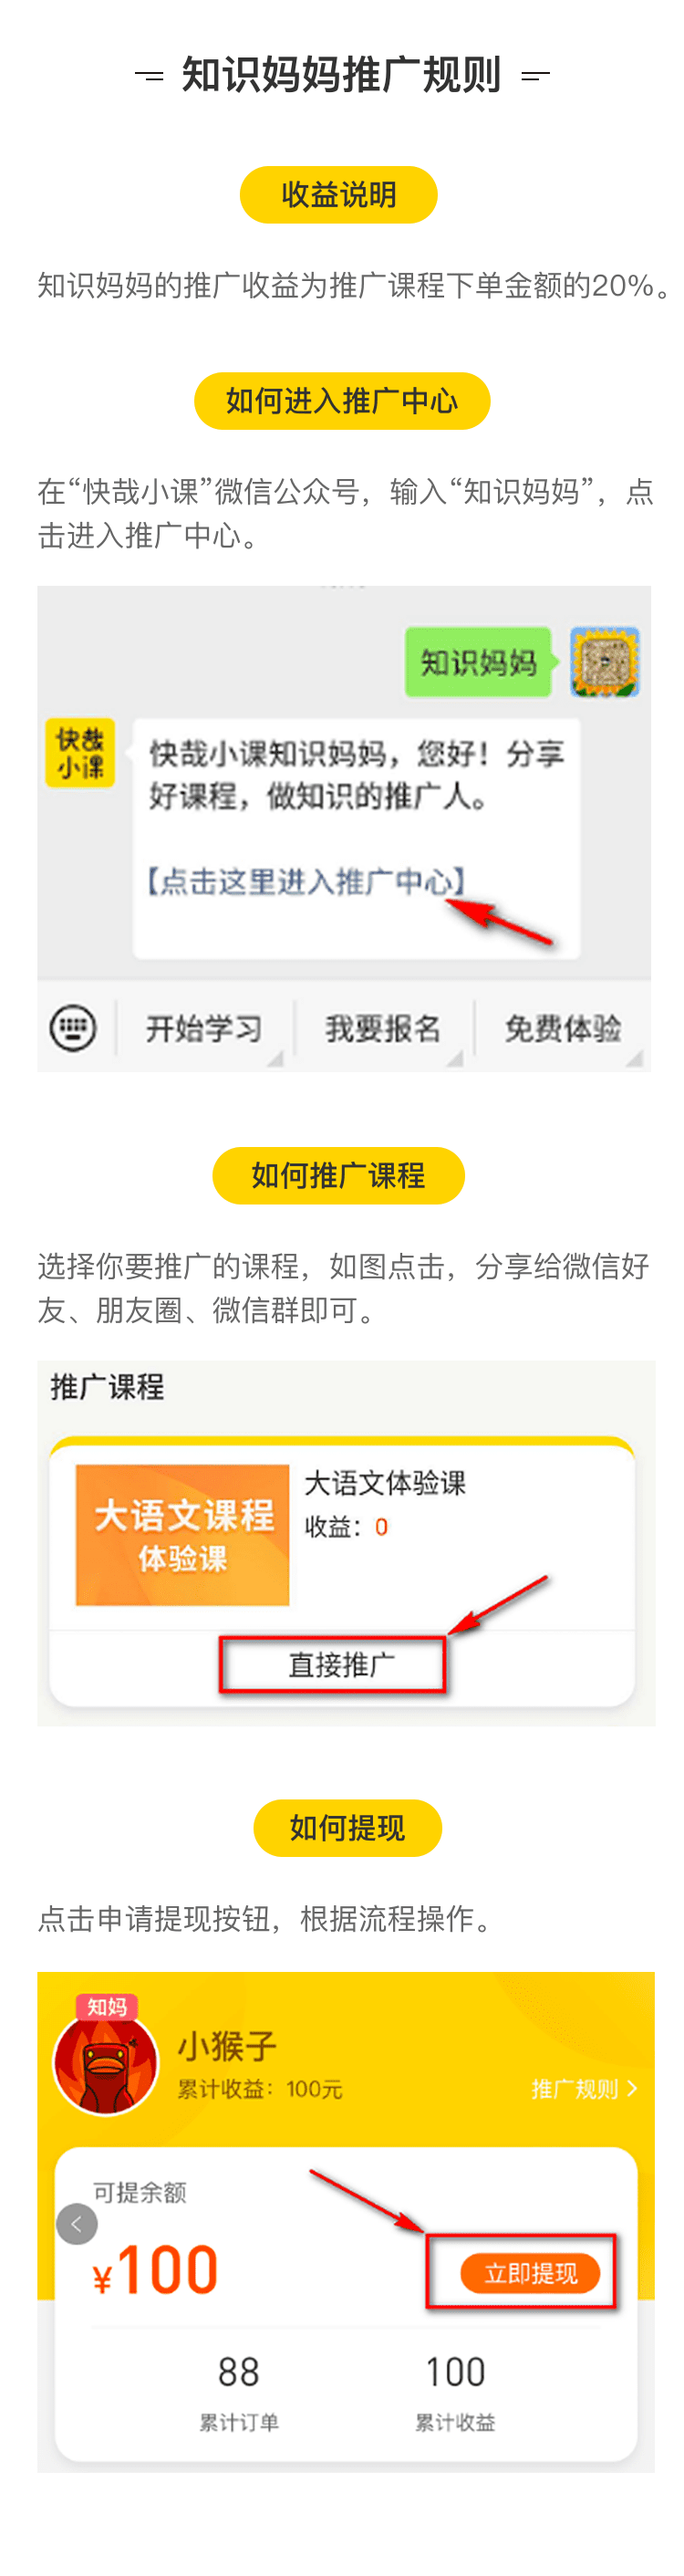 知识妈妈推广规则
收益说明
知识妈妈的推广收益为推广课程下单金额的20%。
如何进入推广中心
在“快哉小课”微信公众号，输入“知识妈妈”，点
击进入推广中心。
知识妈妈
快哉
小课
快哉小课知识妈妈，您好！分享
好课程，做知识的推广人。
【点击这里进入推广中心】
开始学习
我要报名
免费体验
如何推广课程
选择你要推广的课程，如图点击，分享给微信好
友、朋友圈、微信群即可。
推广课程
大语文课程
体验课
大语文体验课
收益：0
直接推广
如何提现
点击申请提现按钮，根据流程操作。
知妈
小猴子
累计收益：100元
推广规则 >
可提余额
¥100
立即提现
88
100
累计订单
累计收益